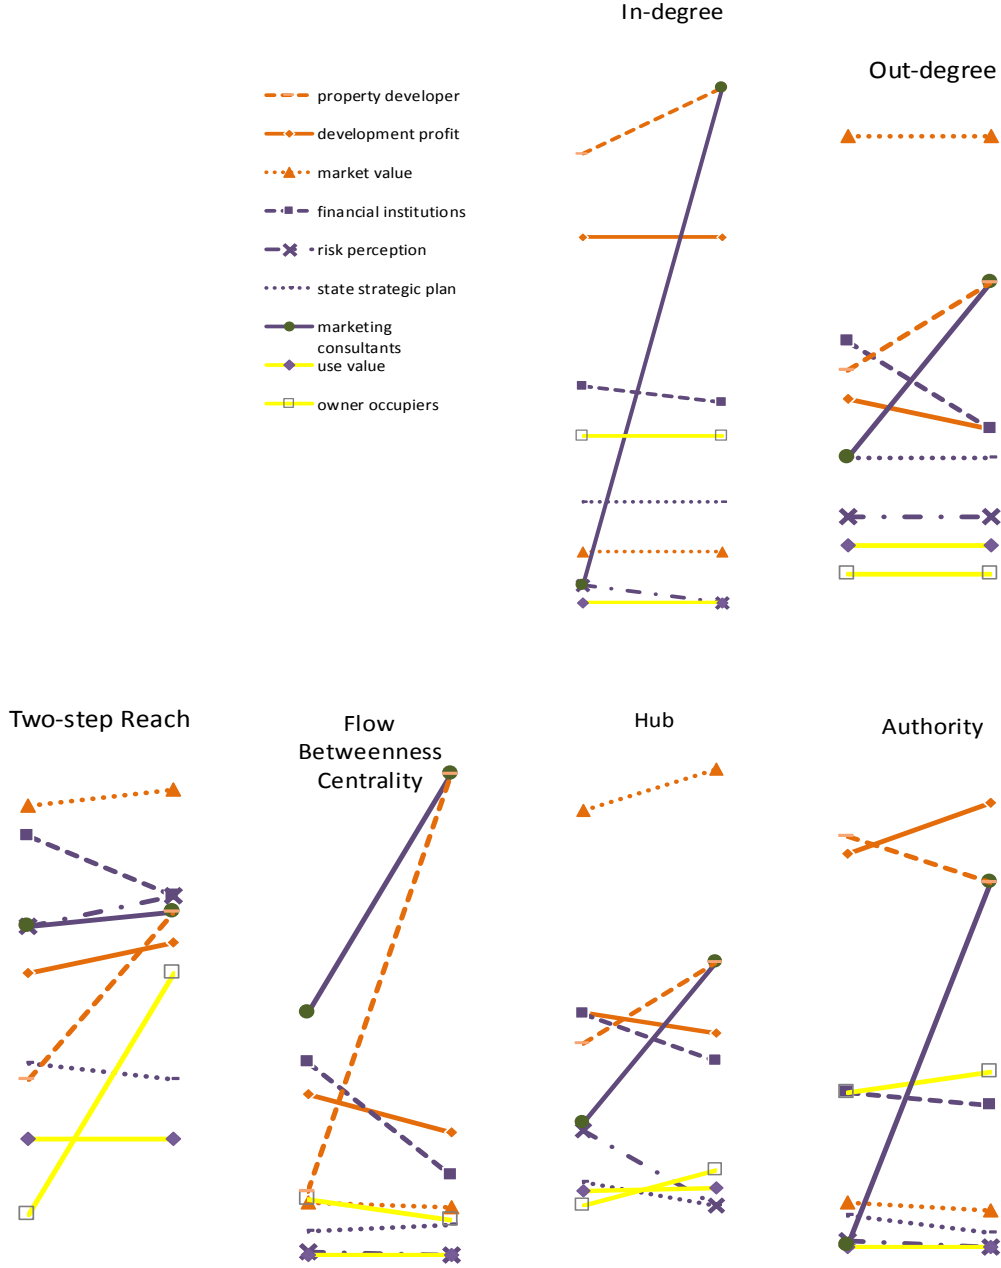 In-degree
Out-degree
property developer
development profit
market value
financial institutions
risk perception
state strategic plan
marketing
consultants
use value
owner occupiers
Two-step Reach
Flow
Betweenness
Centrality
Hub
Authority